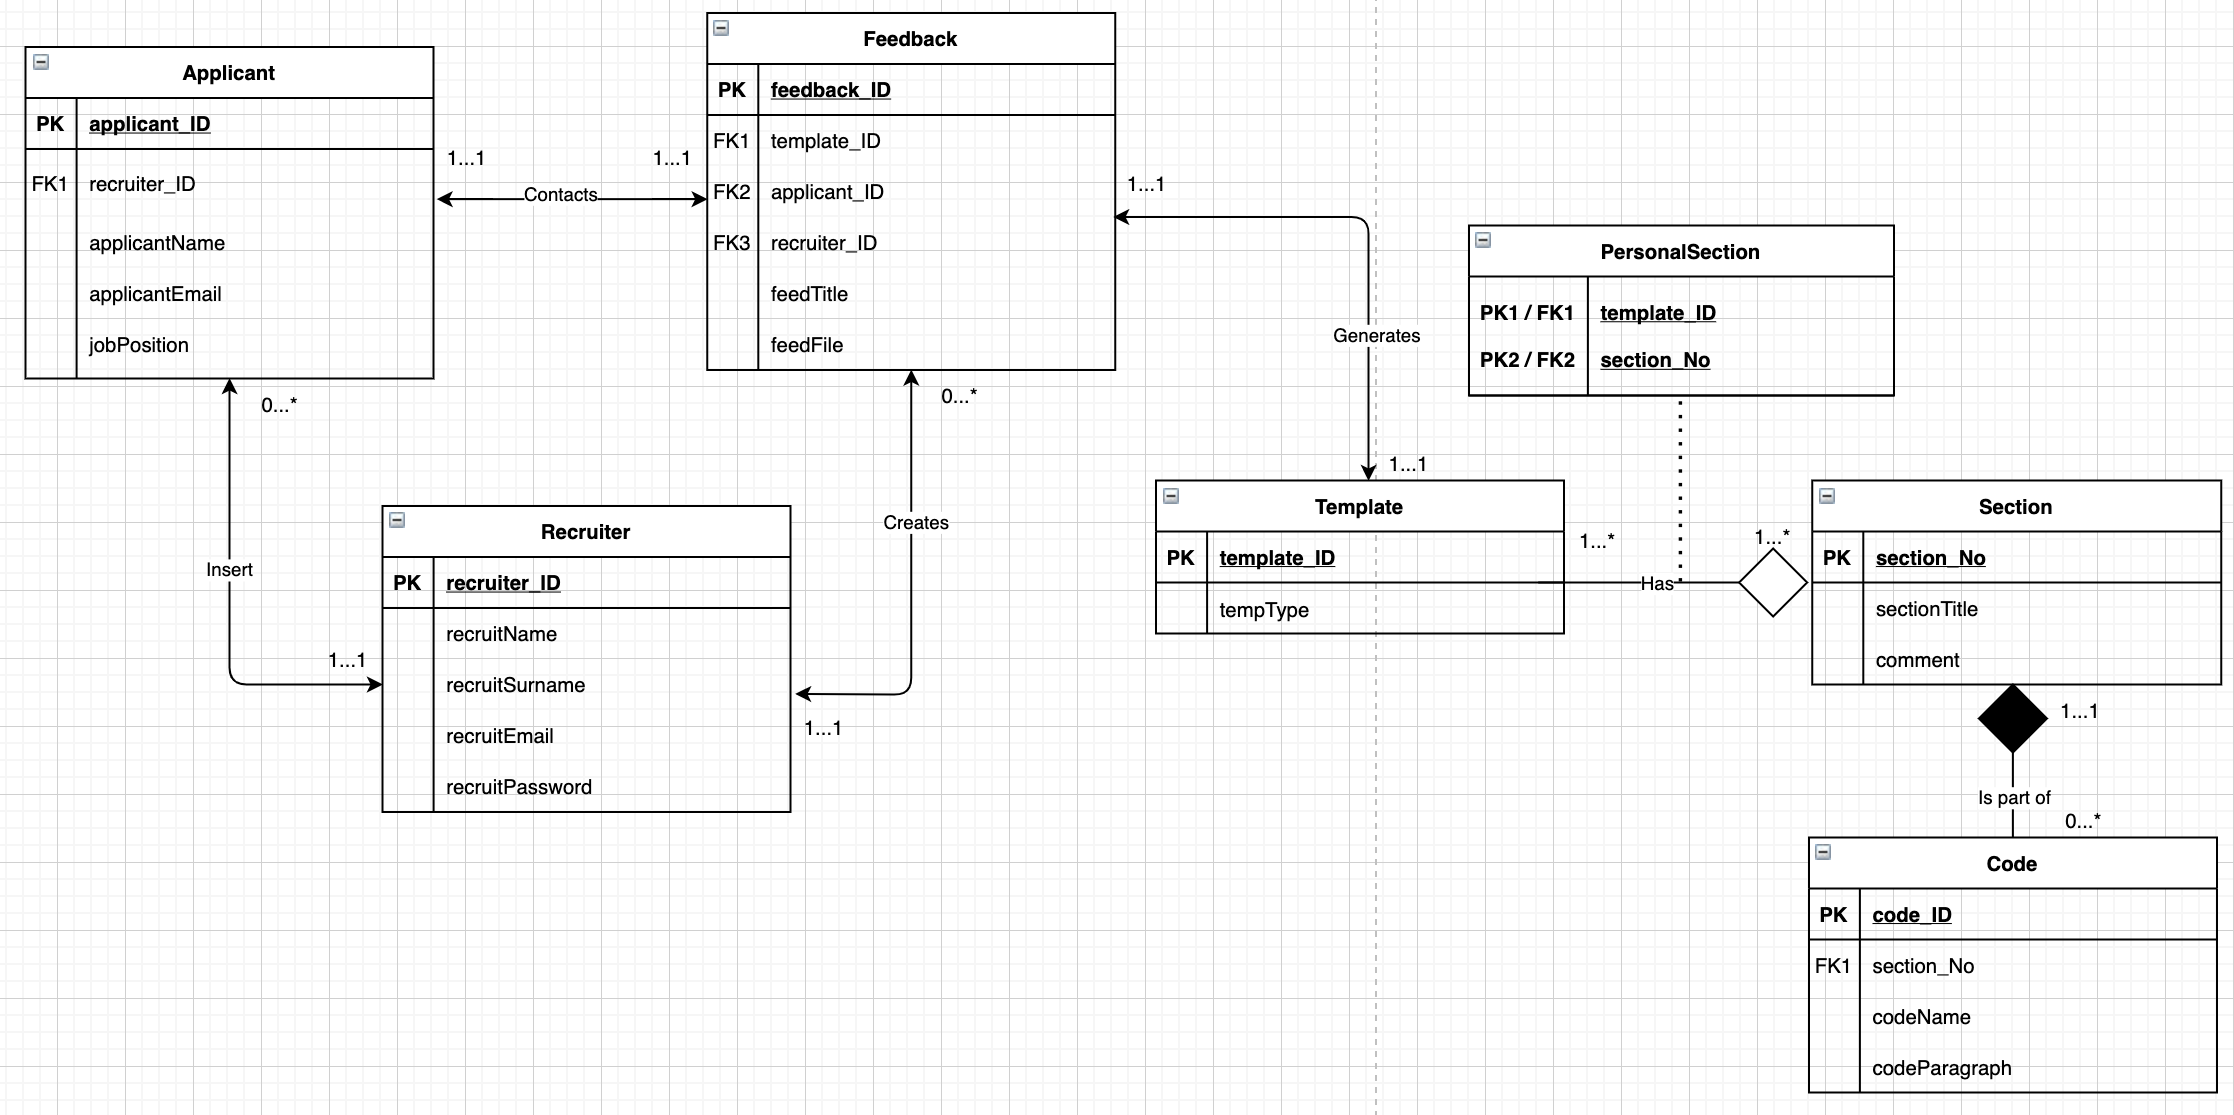 Applicant
PK applicant_ID
FK1 recruiter_ID
applicantName
applicantEmail
jobPosition
1...1
Contacts
1...1
Feedback
PK feedback_ID
FK1 template_ID
FK2 applicant_ID
FK3 recruiter_ID
feedTitle
feedFile
1...1
Generates
1...1
0...*
Insert
1...1
0...*
Creates
1...1
Recruiter
PK recruiter_ID
recruitName
recruitSurname
recruitEmail
recruitPassword
PersonalSection
PK1 / FK1 template_ID
PK2 / FK2 section_No
Template
PK template_ID
tempType
1...*
Has
1...*
Section
PK section_No
sectionTitle
comment
1...1
Is part of
0...*
Code
PK code_ID
FK1 section_No
codeName
codeParagraph